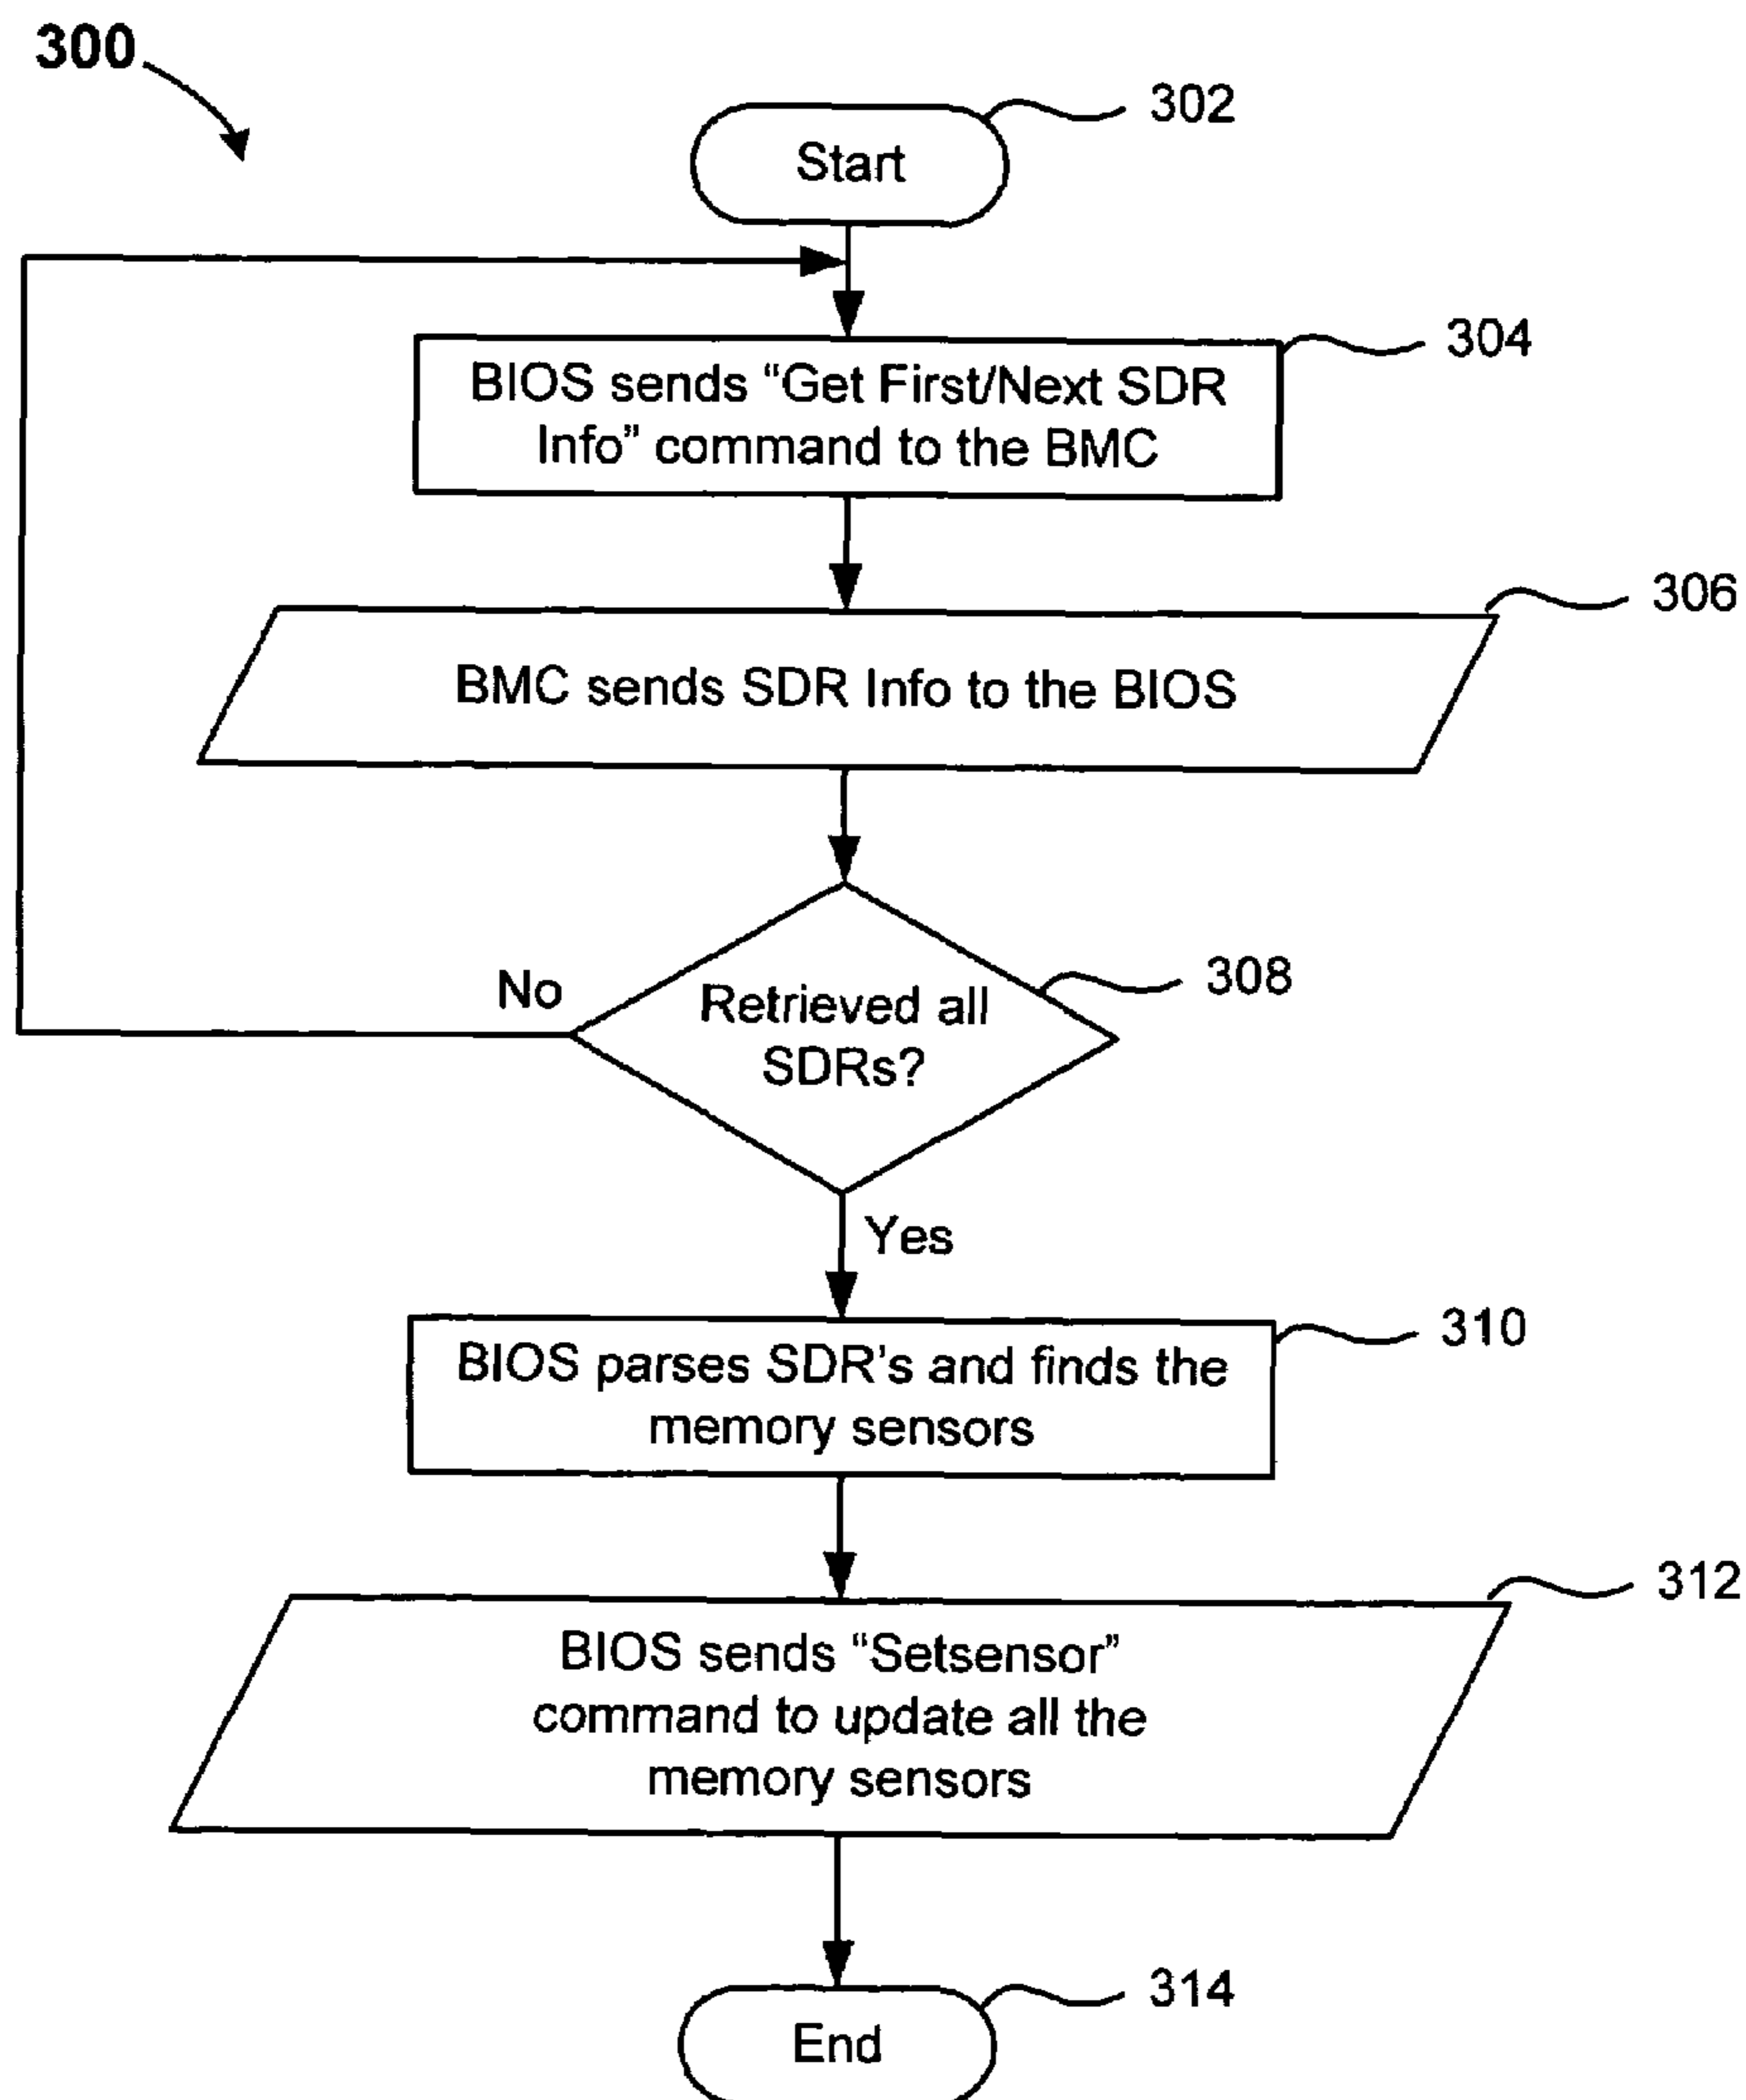 300
302
Start
304
BIOS sends “Get First/Next SDR
Info” command to the BMC
306
BMC sends SDR Info to the BIOS
308
No
Retrieved all
SDRs?
Yes
310
BIOS parses SDR’s and finds the
memory sensors
312
BIOS sends “Setsensor”
command to update all the
memory sensors
314
End